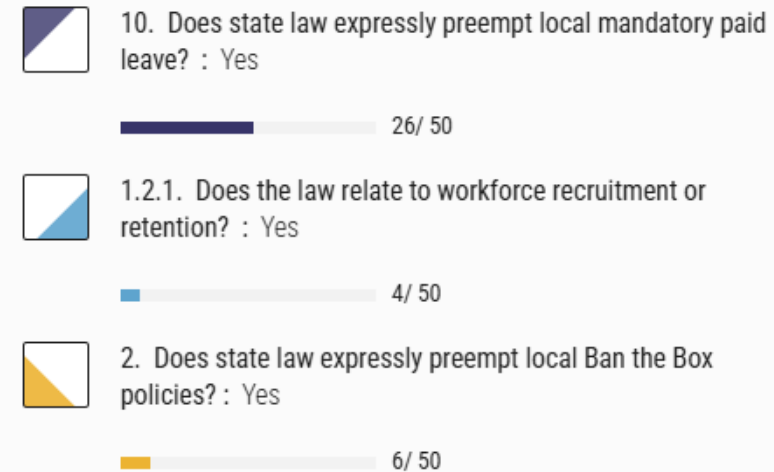 10. Does state law expressly preempt local mandatory paid
leave? : Yes
26/ 50
1.2.1. Does the law relate to workforce recruitment or
retention? : Yes
4/ 50
2. Does state law expressly preempt local Ban the Box
policies? : Yes
6/ 50